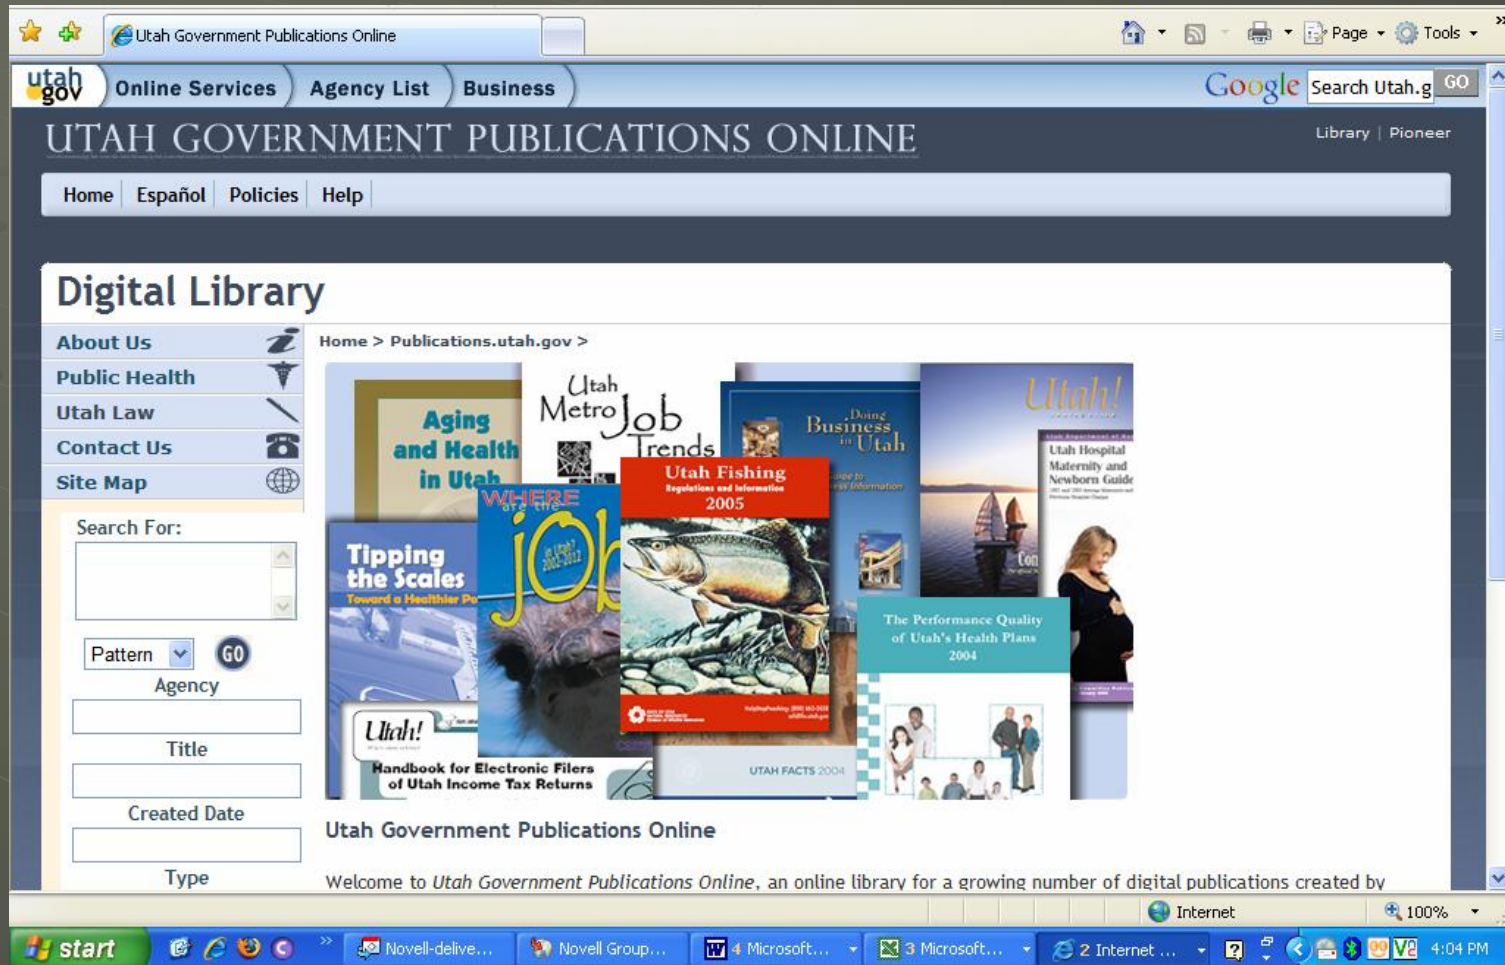 Utah Government Publications Online
Page
Tools
»
utah
gov
Online Services
Agency List
Business
Google
Search Utah.g
GO
UTAH GOVERNMENT PUBLICATIONS ONLINE
Library | Pioneer
Home
Español
Policies
Help
Digital Library
About Us
Public Health
Utah Law
Contact Us
Site Map
Home > Publications.utah.gov >
Search For:
Pattern
GO
Agency
Title
Created Date
Type
Aging
and Health
in Utah
Utah
Metro Job
Trends
Doing
Business
in Utah
Utah!
Utah Hospital
Maternity and
Newborn Guide
Utah Fishing
Regulations and Information
2005
WHERE
are the
job
in Utah?
2002-2012
Tipping
the Scales
Toward a Healthier
The Performance Quality
of Utah's Health Plans
2004
Utah!
Handbook for Electronic Filers
of Utah Income Tax Returns
UTAH FACTS 2004
Utah Government Publications Online
Welcome to Utah Government Publications Online, an online library for a growing number of digital publications created by
Internet
100%
start
»
Novell-delive...
Novell Group...
4 Microsoft...
3 Microsoft...
2 Internet ...
4:04 PM